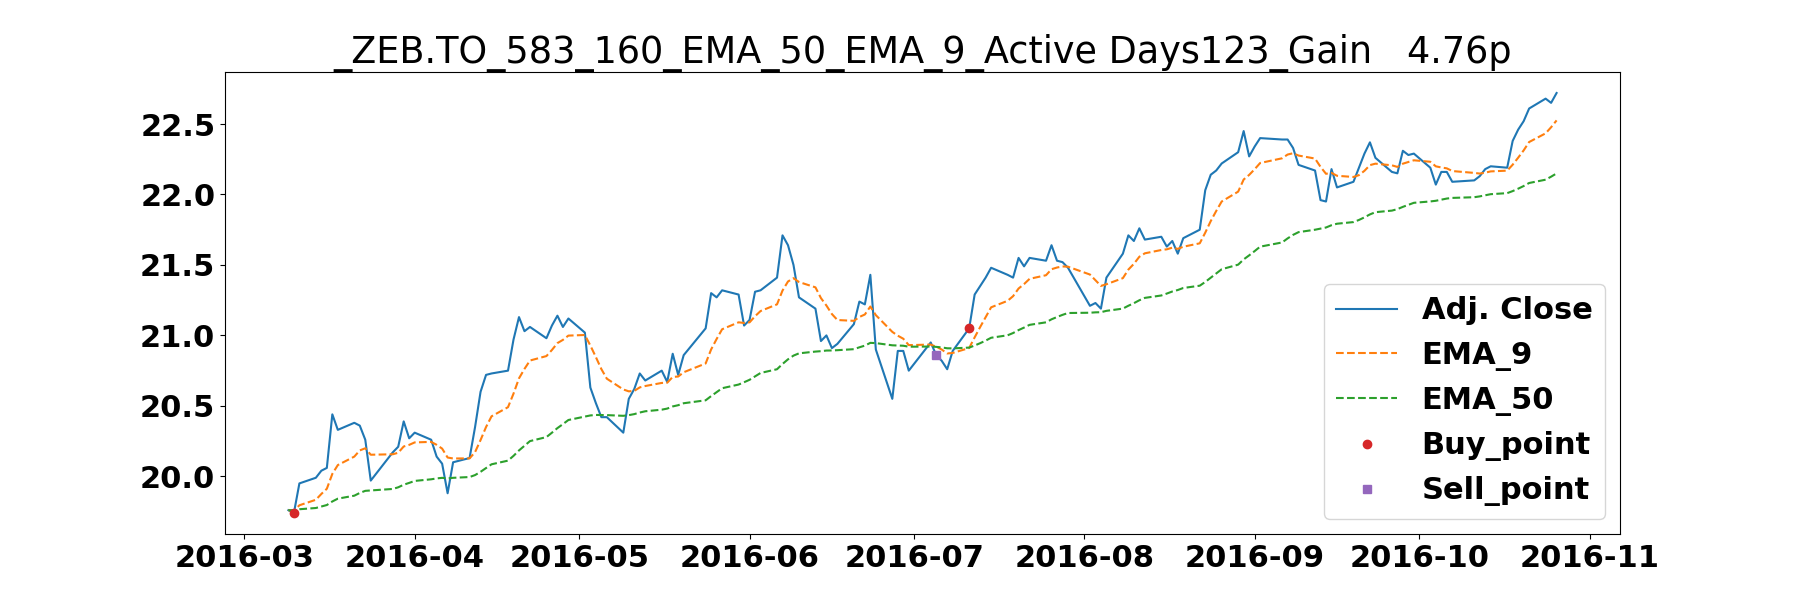 _ZEB.TO_583_160_EMA_50_EMA_9_Active Days123_Gain   4.76p
22.5
22.0
21.5
21.0
20.5
20.0
Adj. Close
EMA_9
EMA_50
Buy_point
Sell_point
2016-03 2016-04 2016-05 2016-06 2016-07 2016-08 2016-09 2016-10 2016-11